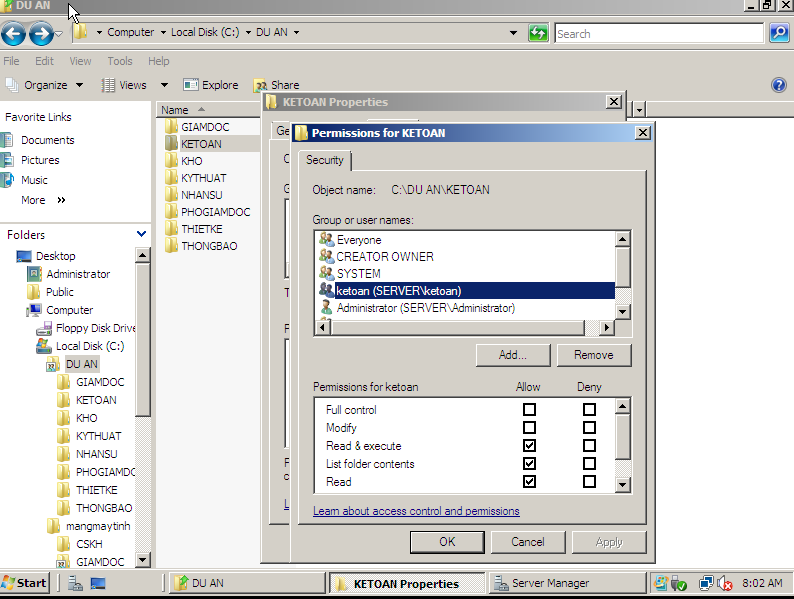 DU AN
Computer
Local Disk (C:)
DU AN
Search
File
Edit
View
Tools
Help
Organize
Views
Explore
Share
Favorite Links
Documents
Pictures
Music
More »
Folders
Desktop
Administrator
Public
Computer
Floppy Disk Drive
Local Disk (C:)
DU AN
GIAMDOC
KETOAN
KHO
KYTHUAT
NHANSU
PHOGIAMDC
THIETKE
THONGBAO
mangmaytinh
CSKH
GIAMDOC
Name
GIAMDOC
KETOAN
KHO
KYTHUAT
NHANSU
PHOGIAMDOC
THIETKE
THONGBAO
KETOAN Properties
Ge
Permissions for KETOAN
Security
Object name: C:\DU AN\KETOAN
Group or user names:
Everyone
CREATOR OWNER
SYSTEM
ketoan (SERVER\ketoan)
Administrator (SERVER\Administrator)
Add...
Remove
Permissions for ketoan Allow Deny
Full control
Modify
Read & execute
List folder contents
Read
Learn about access control and permissions
OK
Cancel
Apply
Start
DU AN
KETOAN Properties
Server Manager
8:02 AM